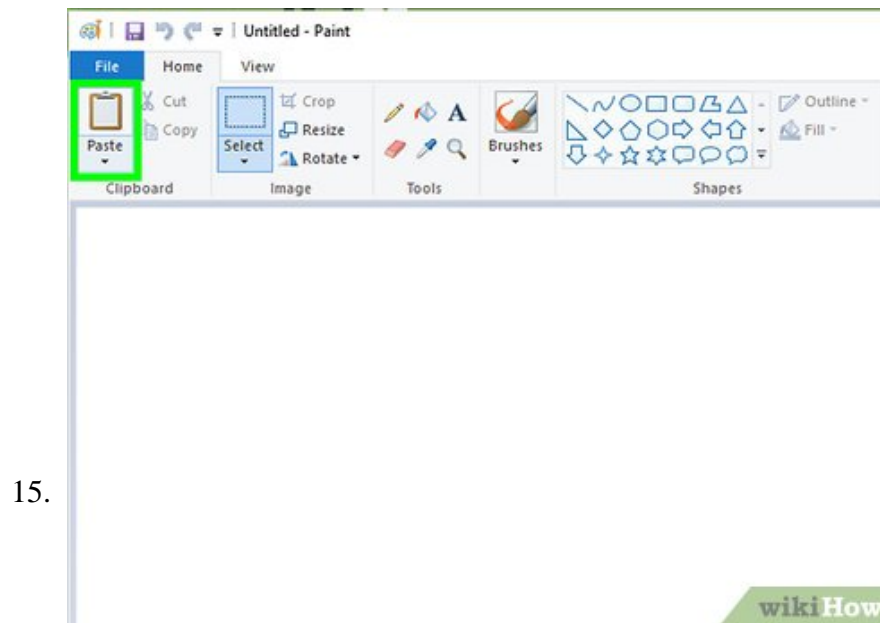 Untitled - Paint
File Home View
Cut
Copy
Paste
Select
Crop
Resize
Rotate
A
Brushes
Outline
Fill
Clipboard Image Tools Shapes
15.
wikiHow